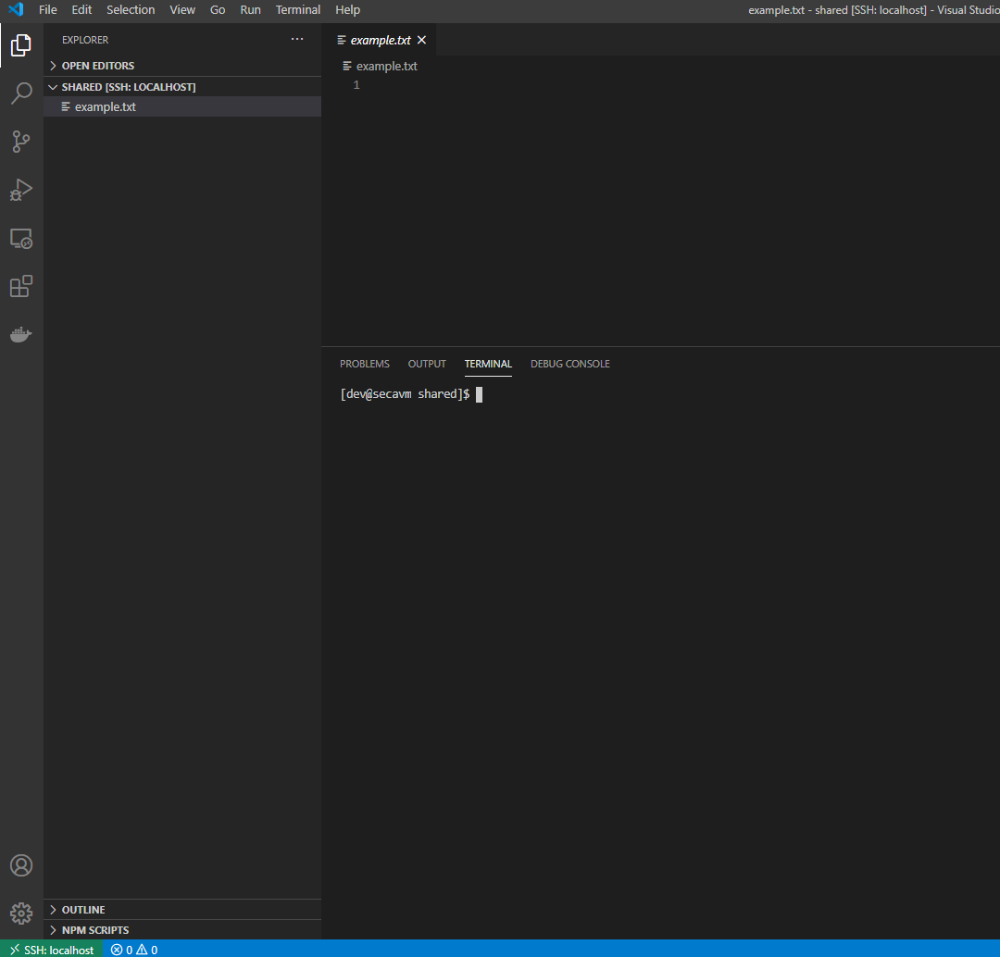 File Edit Selection View Go Run Terminal Help example.txt - shared [SSH: localhost] - Visual Studio
EXPLORER ...
OPEN EDITORS
SHARED [SSH: LOCALHOST]
example.txt
OUTLINE
NPM SCRIPTS
example.txt
example.txt
1
PROBLEMS OUTPUT TERMINAL DEBUG CONSOLE
[dev@secavm shared]$
SSH: localhost 0 0